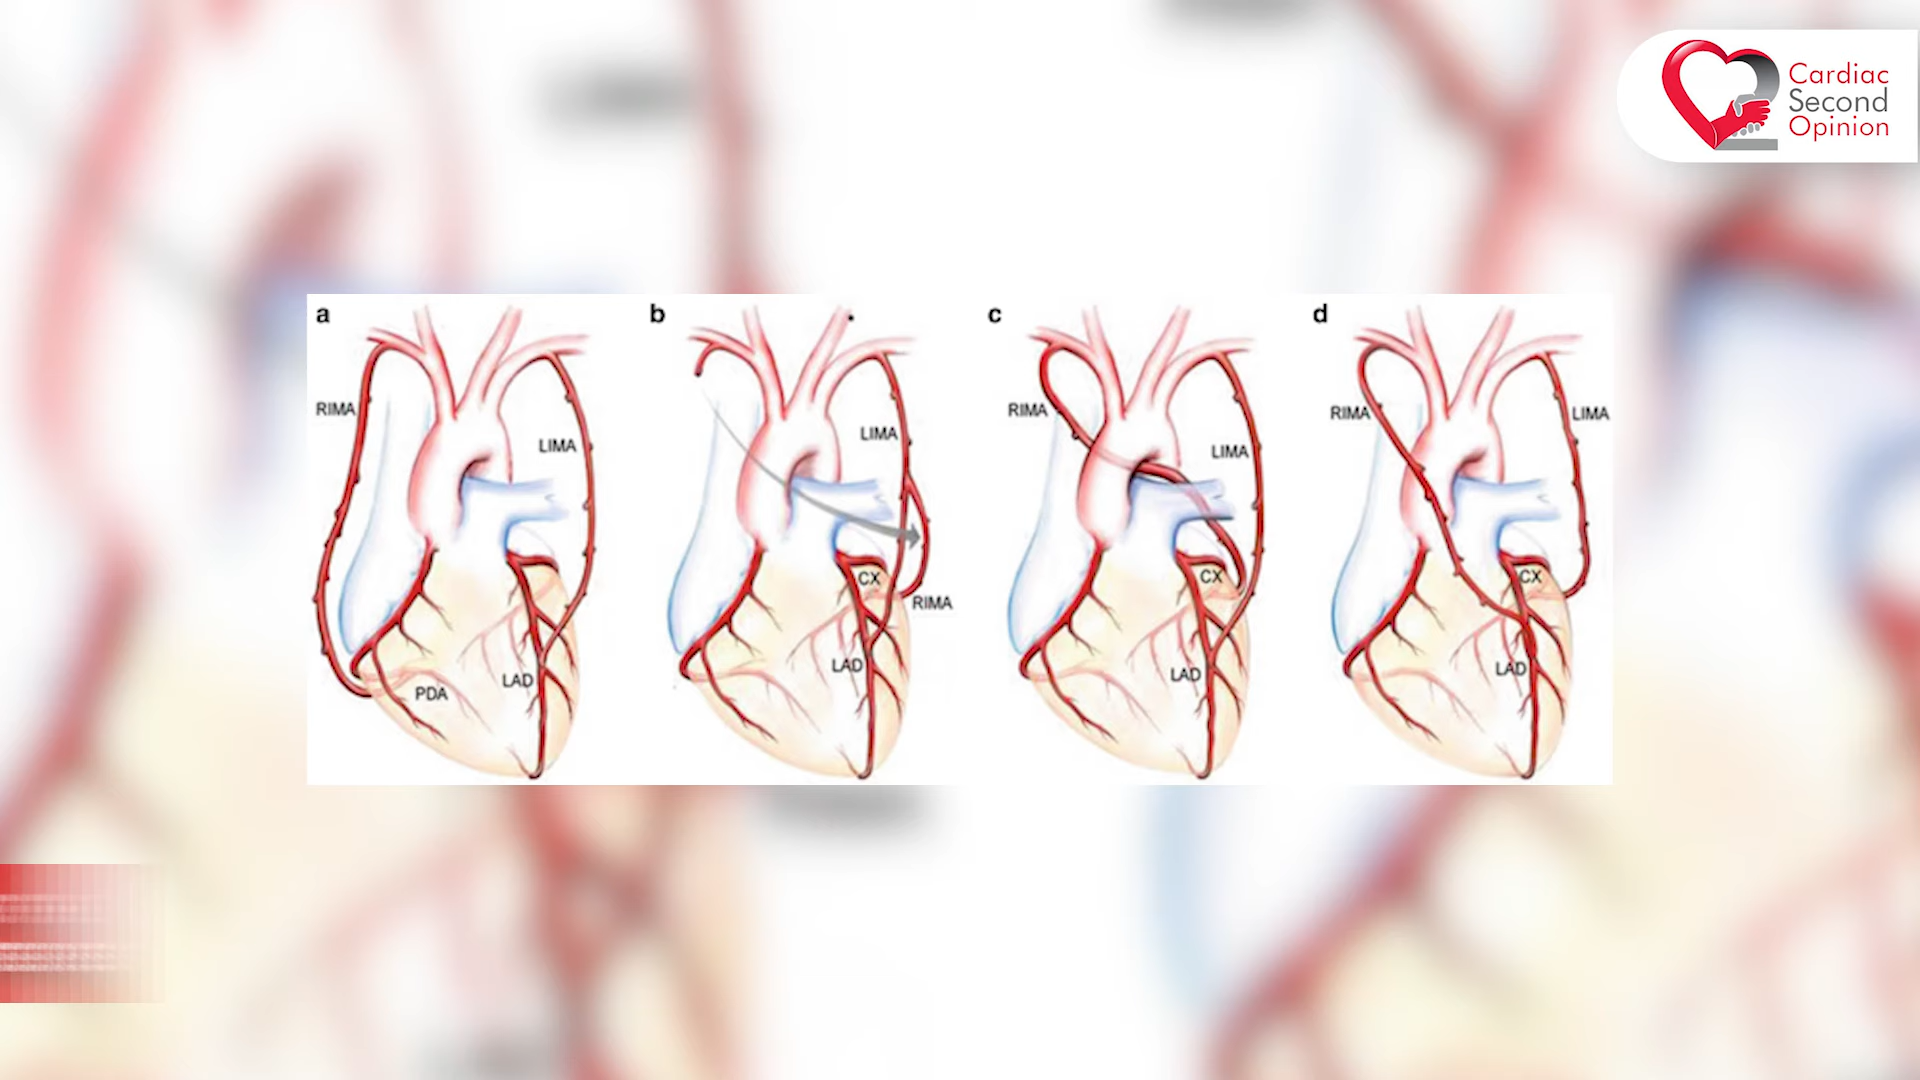 Cardiac
Second
Opinion
a
RIMA
LIMA
PDA
LAD
b
LIMA
CX
RIMA
LAD
c
RIMA
LIMA
CX
LAD
d
RIMA
LIMA
CX
LAD